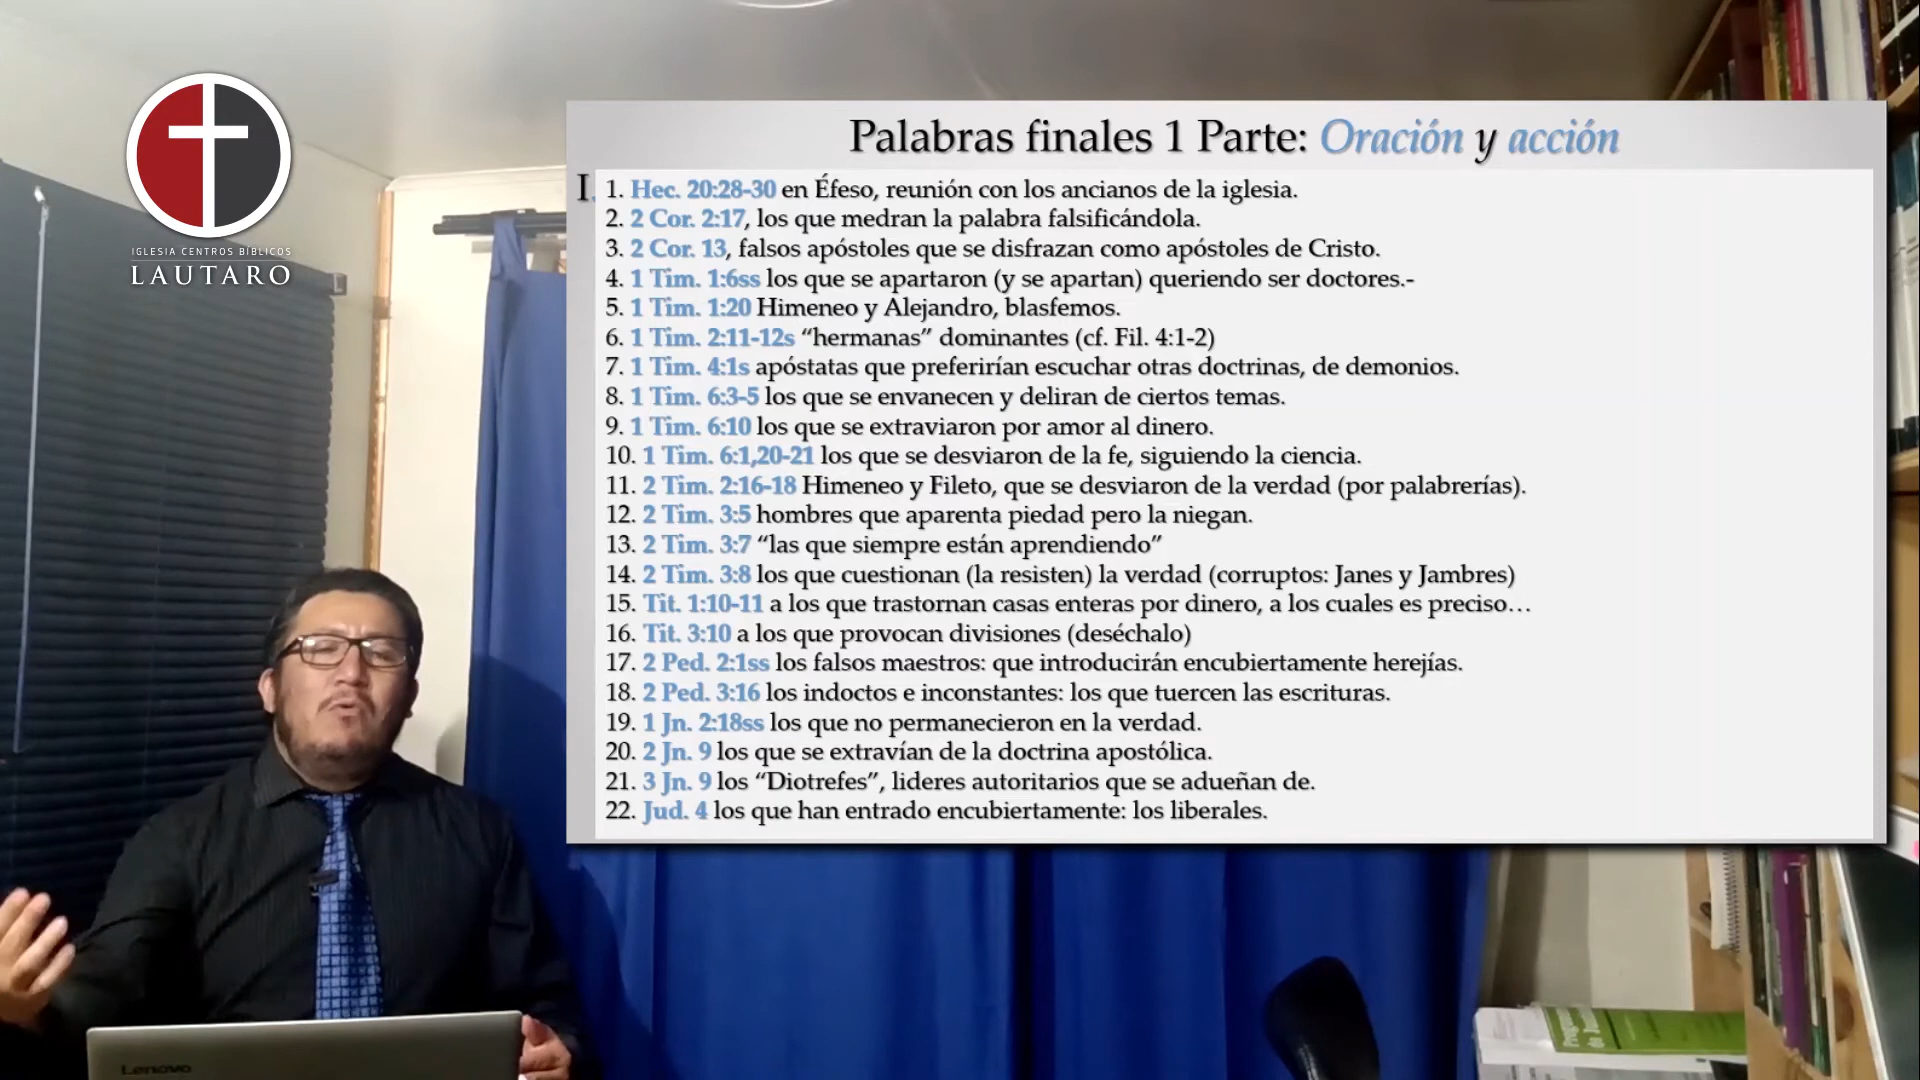 IGLESIA CENTROS BÍBLICOS
LAUTARO
Palabras finales 1 Parte: Oración y acción
I.
1. Hec. 20:28-30 en Éfeso, reunión con los ancianos de la iglesia.
2. 2 Cor. 2:17, los que medran la palabra falsificándola.
3. 2 Cor. 13, falsos apóstoles que se disfrazan como apóstoles de Cristo.
4. 1 Tim. 1:6ss los que se apartaron (y se apartan) queriendo ser doctores.-
5. 1 Tim. 1:20 Himeneo y Alejandro, blasfemos.
6. 1 Tim. 2:11-12s “hermanas” dominantes (cf. Fil. 4:1-2)
7. 1 Tim. 4:1s apóstatas que preferirían escuchar otras doctrinas, de demonios.
8. 1 Tim. 6:3-5 los que se envanecen y deliran de ciertos temas.
9. 1 Tim. 6:10 los que se extraviaron por amor al dinero.
10. 1 Tim. 6:1,20-21 los que se desviaron de la fe, siguiendo la ciencia.
11. 2 Tim. 2:16-18 Himeneo y Fileto, que se desviaron de la verdad (por palabrerías).
12. 2 Tim. 3:5 hombres que aparenta piedad pero la niegan.
13. 2 Tim. 3:7 “las que siempre están aprendiendo”
14. 2 Tim. 3:8 los que cuestionan (la resisten) la verdad (corruptos: Janes y Jambres)
15. Tit. 1:10-11 a los que trastornan casas enteras por dinero, a los cuales es preciso…
16. Tit. 3:10 a los que provocan divisiones (deséchalo)
17. 2 Ped. 2:1ss los falsos maestros: que introducirán encubiertamente herejías.
18. 2 Ped. 3:16 los indoctos e inconstantes: los que tuercen las escrituras.
19. 1 Jn. 2:18ss los que no permanecieron en la verdad.
20. 2 Jn. 9 los que se extravían de la doctrina apostólica.
21. 3 Jn. 9 los “Diotrefes”, lideres autoritarios que se adueñan de.
22. Jud. 4 los que han entrado encubiertamente: los liberales.
Lenovo